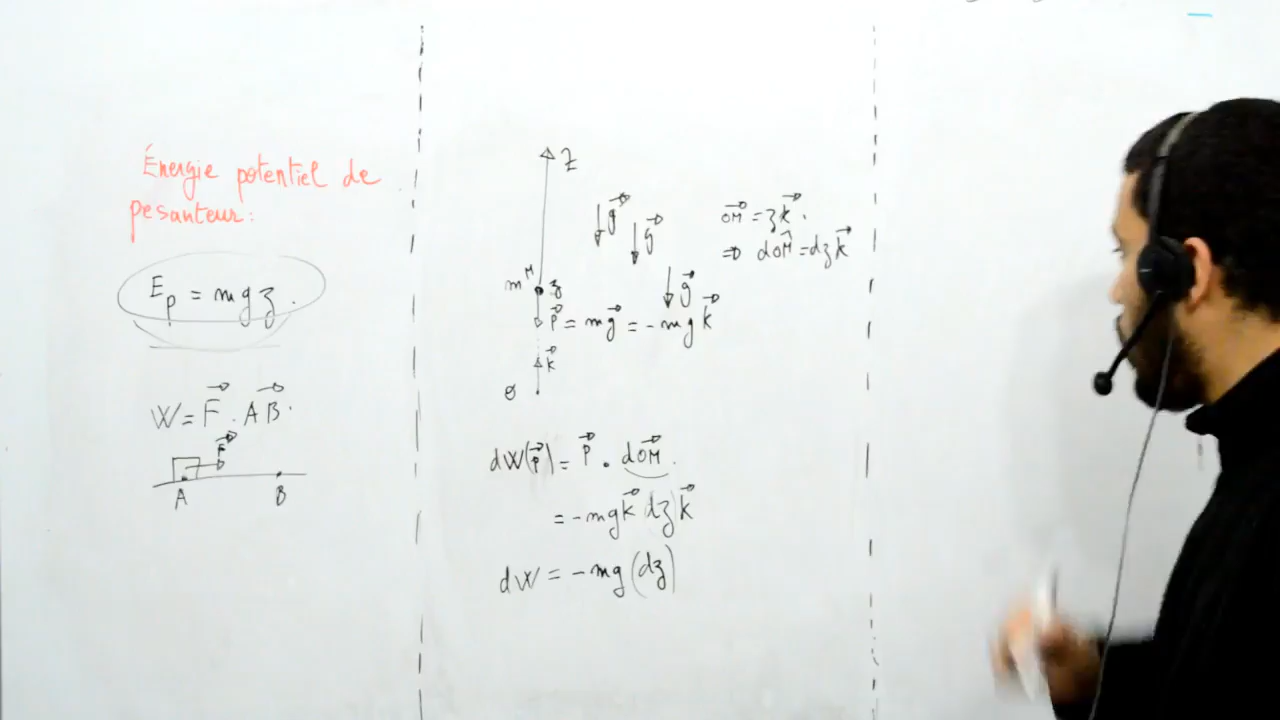 Énergie potentiel de
pesanteur :
Ep = mgz.
W = F⃗ . AB⃗.
F⃗
A B
Z
g⃗ g⃗
g⃗
m M z
P⃗ = mg⃗ = -mg k⃗
k⃗
O
OM⃗ = z k⃗.
⇒ dOM⃗ = dz k⃗
dW(P⃗) = P⃗ . dOM⃗.
= -mg k⃗ dz k⃗
dW = -mg (dz)